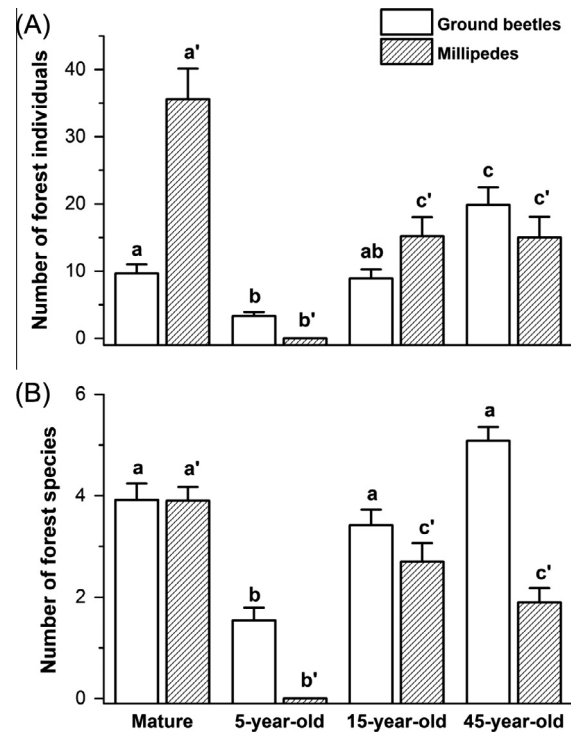 (A)
Ground beetles
Millipedes
Number of forest individuals
40
30
20
10
0
a
a'
b
b'
ab
c'
c
c'
(B)
Number of forest species
6
4
2
0
a
a'
b
b'
a
c'
a
c'
Mature
5-year-old
15-year-old
45-year-old